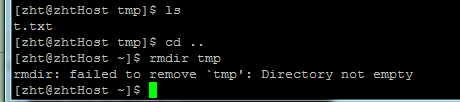 [zht@zhtHost tmp]$ ls
t.txt
[zht@zhtHost tmp]$ cd ..
[zht@zhtHost ~]$ rmdir tmp
rmdir: failed to remove `tmp': Directory not empty
[zht@zhtHost ~]$